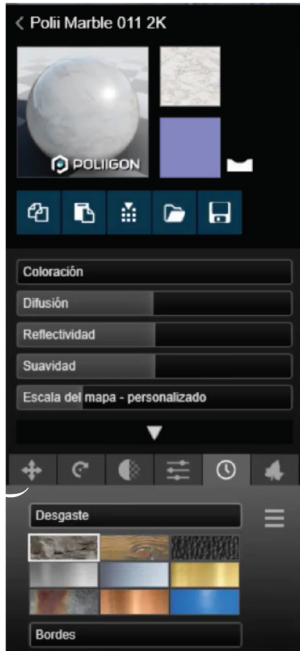 Polii Marble 011 2K
POLIIGON
Coloración
Difusión
Reflectividad
Suavidad
Escala del mapa - personalizado
Desgaste
Bordes